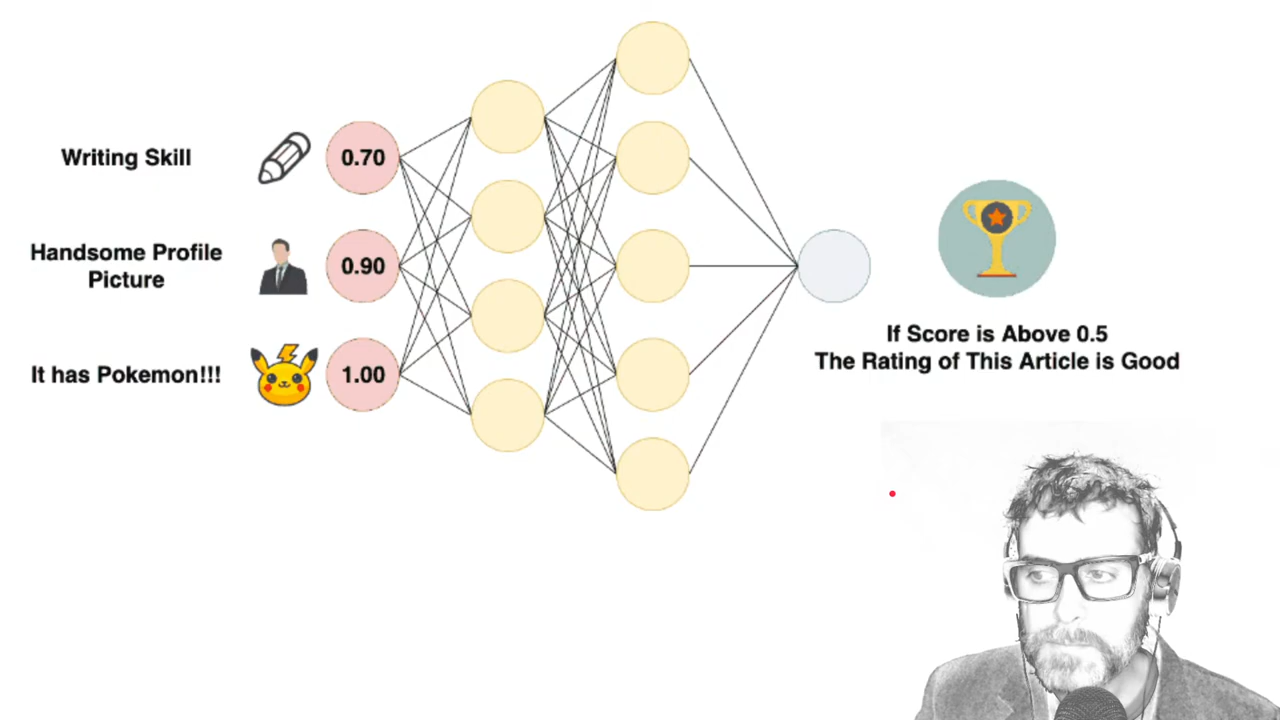 Writing Skill
0.70
Handsome Profile
Picture
0.90
It has Pokemon!!!
1.00
If Score is Above 0.5
The Rating of This Article is Good